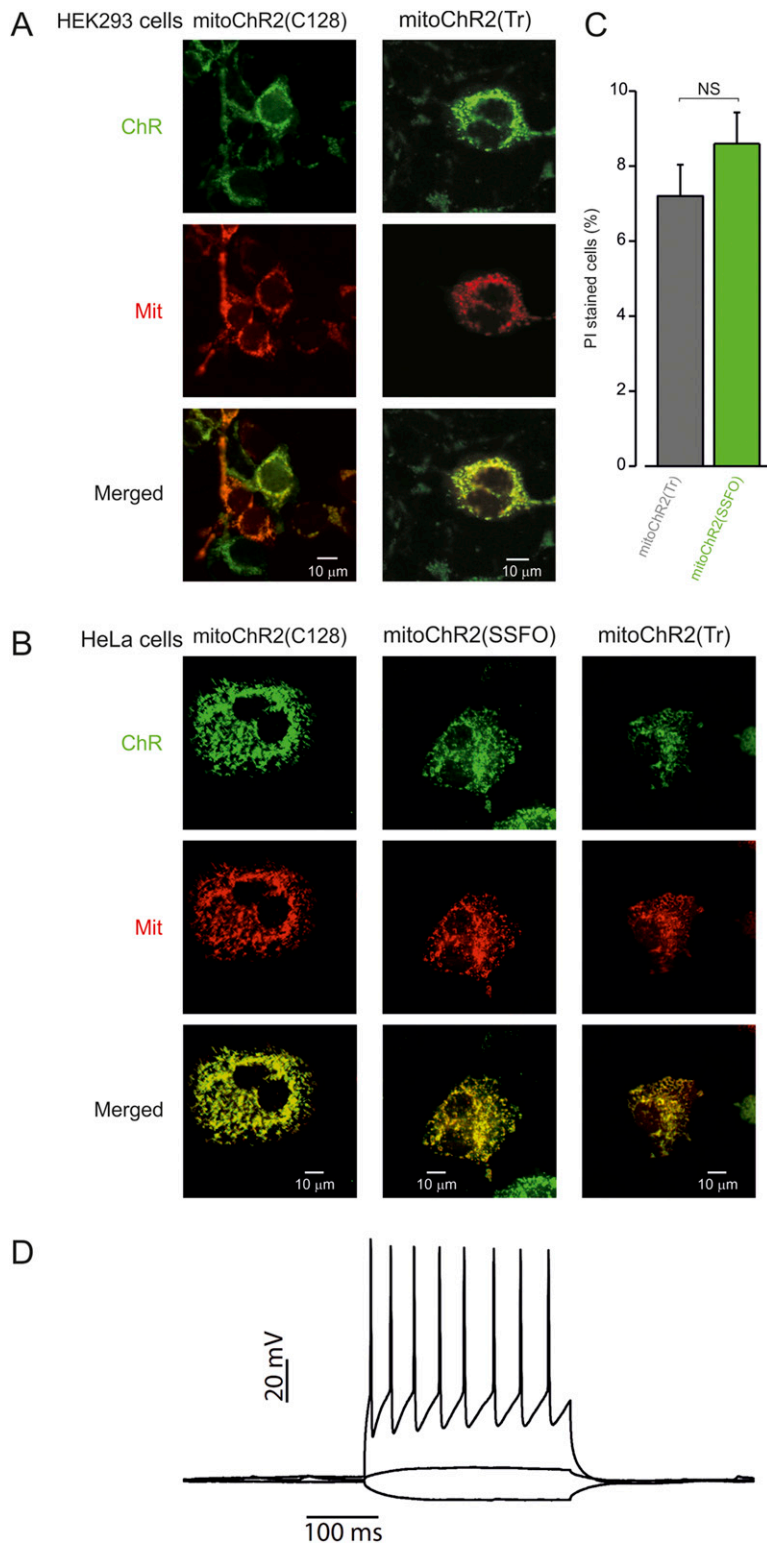 A
HEK293 cells mitoChR2(C128) mitoChR2(Tr)
ChR
Mit
Merged
10 μm
10 μm
C
10
8
6
4
2
0
PI stained cells (%)
NS
mitoChR2(Tr)
mitoChR2(SSFO)
B
HeLa cells mitoChR2(C128) mitoChR2(SSFO) mitoChR2(Tr)
ChR
Mit
Merged
10 μm
10 μm
10 μm
D
20 mV
100 ms